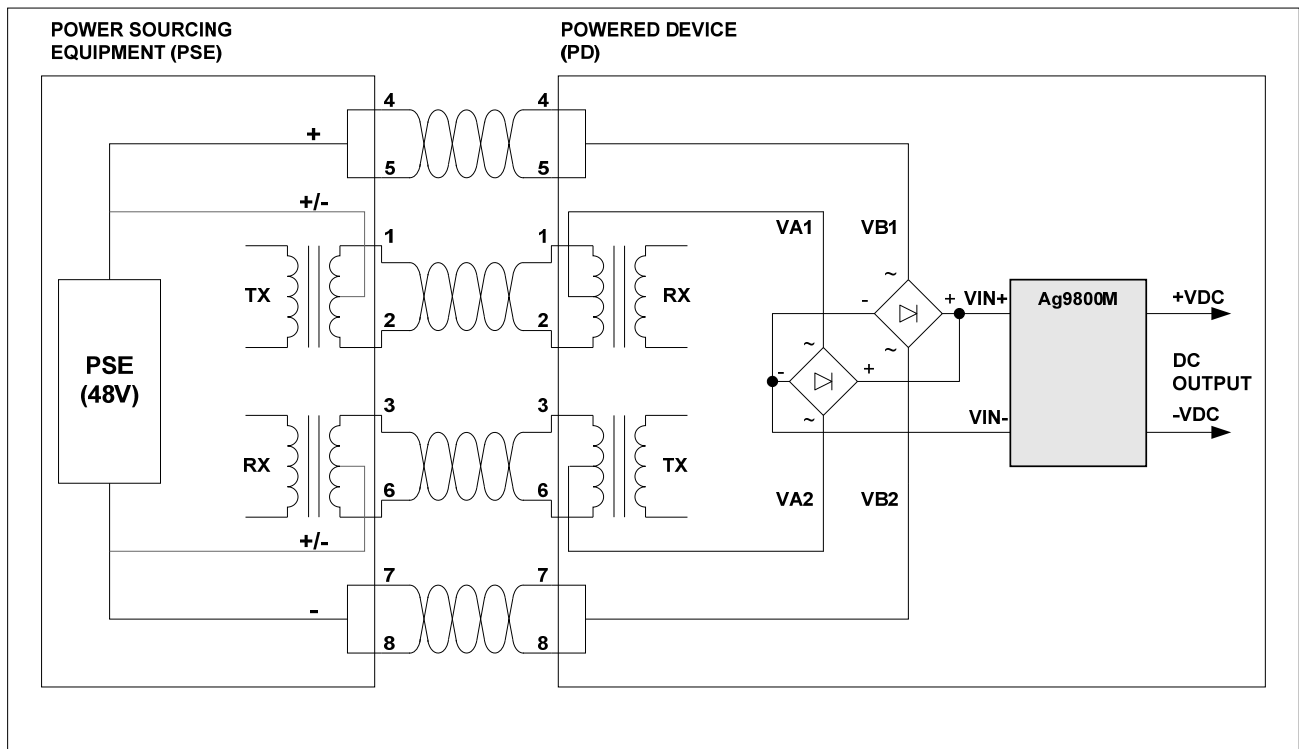 POWER SOURCING
EQUIPMENT (PSE)
POWERED DEVICE
(PD)
4
4
+
5
5
+/-
1
1
VA1
VB1
TX
RX
~
2
2
-
+
VIN+
Ag9800M
+VDC
PSE
(48V)
~
~
-
+
DC
OUTPUT
3
3
~
VIN-
-VDC
RX
TX
6
6
VA2
VB2
+/-
7
7
-
8
8